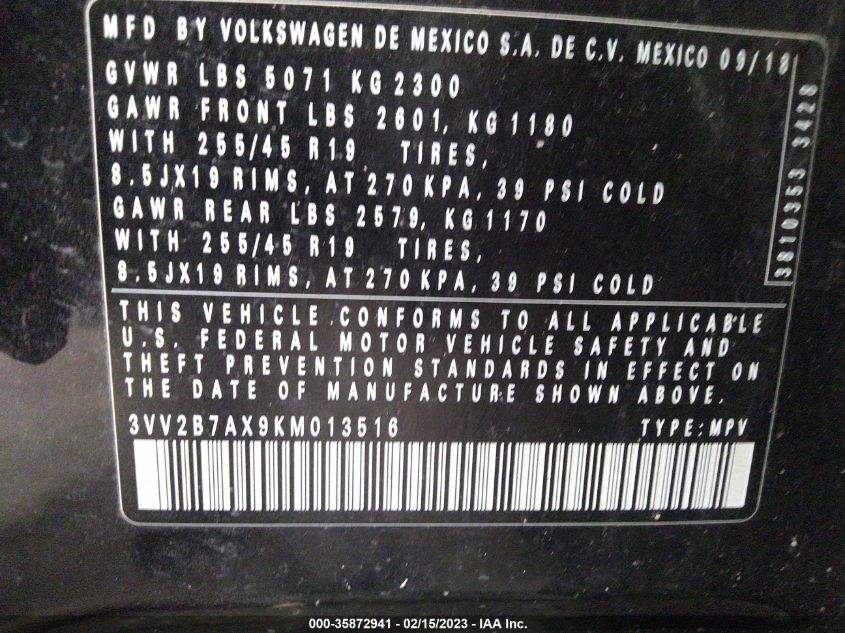 MFD BY VOLKSWAGEN DE MEXICO S.A. DE C.V. MEXICO 09/18
GVWR LBS 5071 KG 2300
GAWR FRONT LBS 2601, KG 1180
WITH 255/45 R19 TIRES,
8.5JX19 RIMS, AT 270 KPA, 39 PSI COLD
GAWR REAR LBS 2579, KG 1170
WITH 255/45 R19 TIRES,
8.5JX19 RIMS, AT 270 KPA, 39 PSI COLD
3810353 3428
THIS VEHICLE CONFORMS TO ALL APPLICABLE
U.S. FEDERAL MOTOR VEHICLE SAFETY AND
THEFT PREVENTION STANDARDS IN EFFECT ON
THE DATE OF MANUFACTURE SHOWN ABOVE.
3VV2B7AX9KM013516 TYPE: MPV
000-35872941 - 02/15/2023 - IAA Inc.